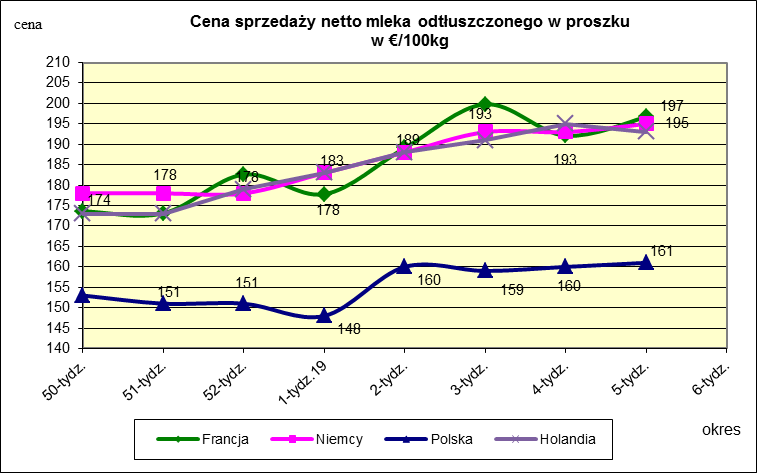 cena
Cena sprzedaży netto mleka odtłuszczonego w proszku
w €/100kg
210
205
200
195
190
185
180
175
170
165
160
155
150
145
140
174
178
178
183
178
189
193
193
197
195
151
151
148
160
159
160
161
50-tydz.
51-tydz.
52-tydz.
1-tydz.19
2-tydz.
3-tydz.
4-tydz.
5-tydz.
6-tydz.
okres
Francja Niemcy Polska Holandia